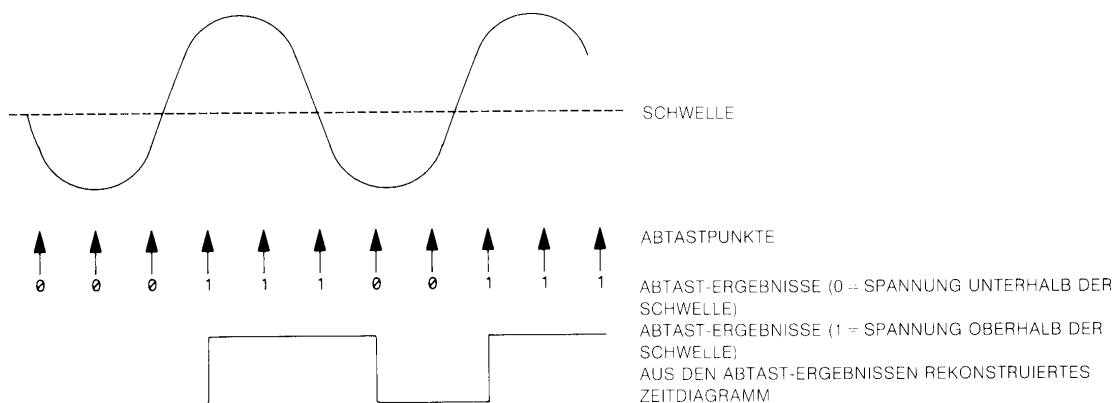 SCHWELLE
ABTASTPUNKTE
0 0 0 1 1 1 0 0 1 1 1
ABTAST-ERGEBNISSE (0 = SPANNUNG UNTERHALB DER
SCHWELLE)
ABTAST-ERGEBNISSE (1 = SPANNUNG OBERHALB DER
SCHWELLE)
AUS DEN ABTAST-ERGEBNISSEN REKONSTRUIERTES
ZEITDIAGRAMM